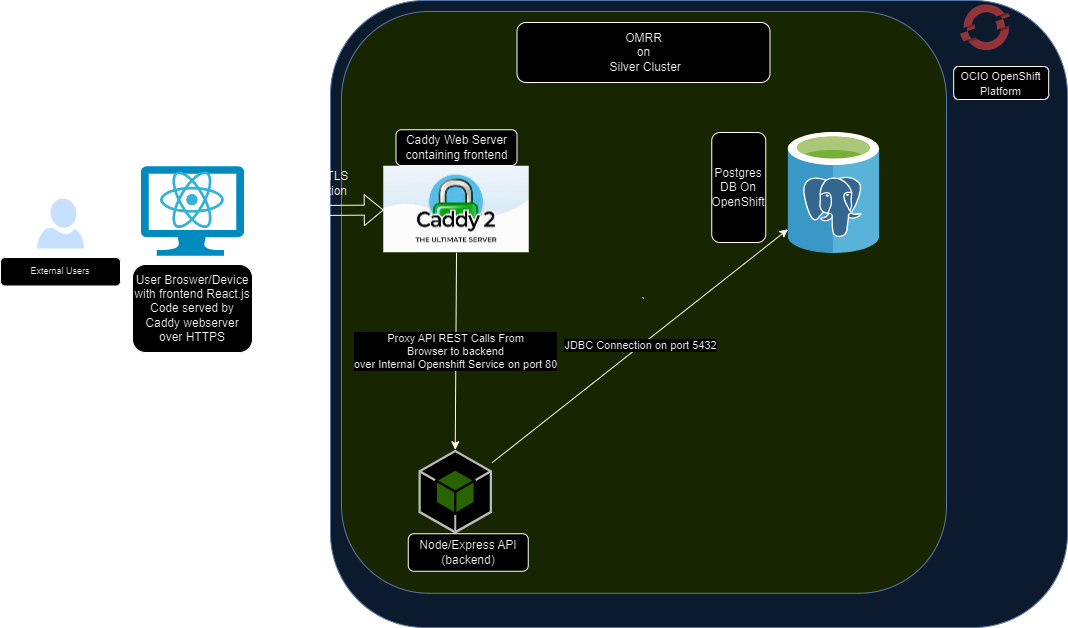 OMRR
on
Silver Cluster
OCIO OpenShift
Platform
Caddy Web Server
containing frontend
TLS
Caddy 2
THE ULTIMATE SERVER
Postgres
DB On
OpenShift
External Users
User Broswer/Device
with frontend React.js
Code served by
Caddy webserver
over HTTPS
Proxy API REST Calls From
Browser to backend
over Internal Openshift Service on port 80
JDBC Connection on port 5432
Node/Express API
(backend)